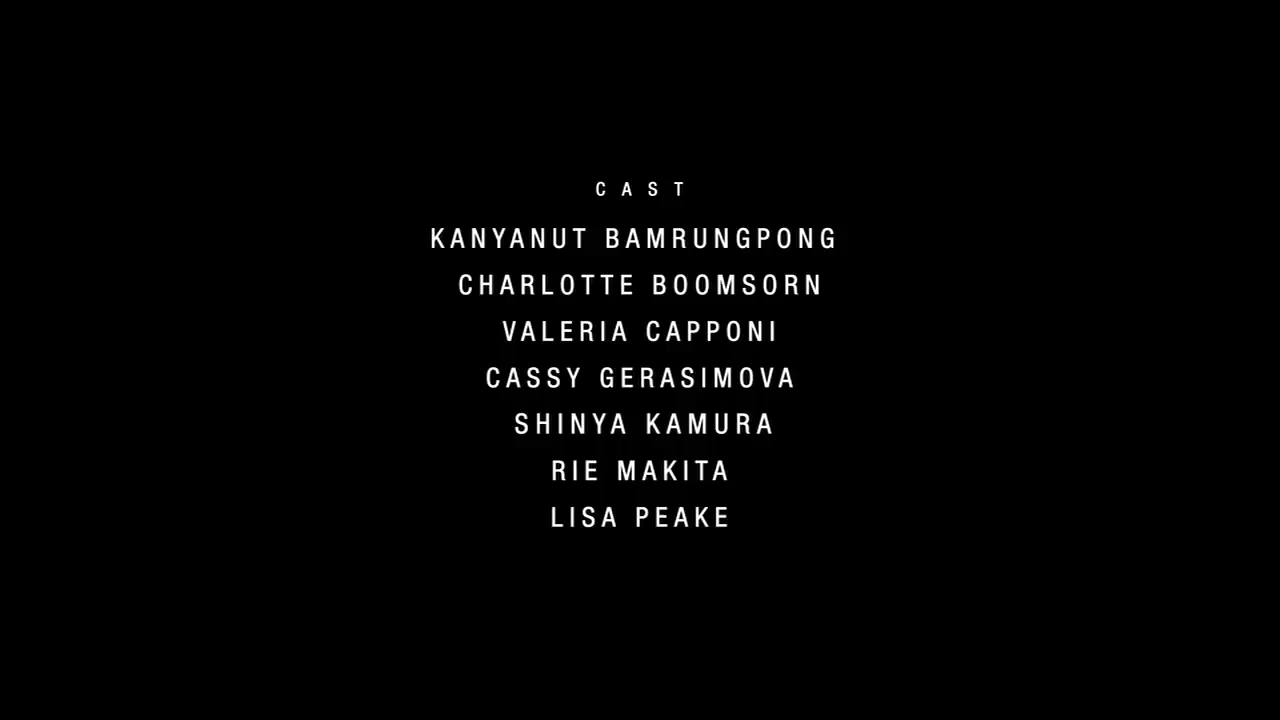 CAST
KANYANUT BAMRUNGPONG
CHARLOTTE BOOMSORN
VALERIA CAPPONI
CASSY GERASIMOVA
SHINYA KAMURA
RIE MAKITA
LISA PEAKE